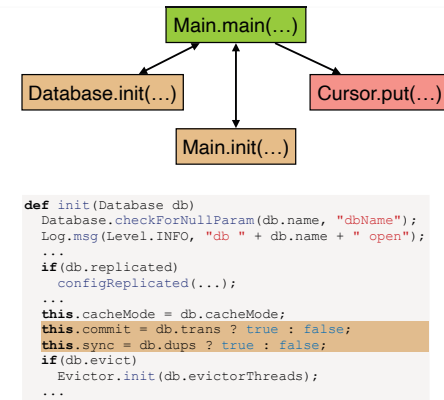 Main.main(…)
Database.init(…)
Cursor.put(…)
Main.init(…)
def init(Database db)
  Database.checkForNullParam(db.name, "dbName");
  Log.msg(Level.INFO, "db " + db.name + " open");
  ...
  if(db.replicated)
    configReplicated(...);
  ...
  this.cacheMode = db.cacheMode;
  this.commit = db.trans ? true : false;
  this.sync = db.dups ? true : false;
  if(db.evict)
    Evictor.init(db.evictorThreads);
  ...